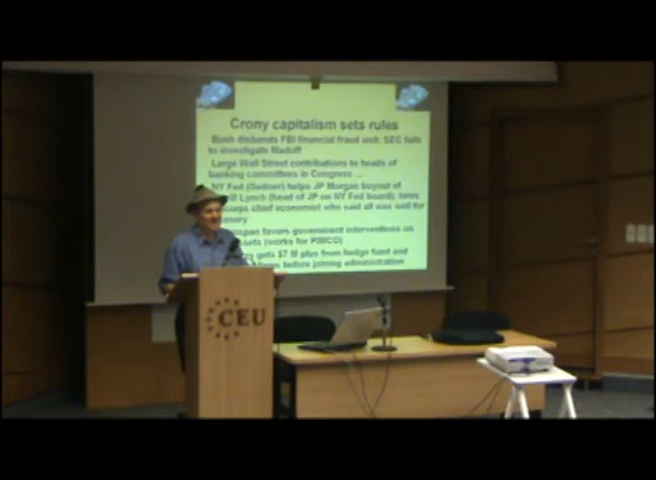 Crony capitalism sets rules
Bush disbands FBI financial fraud unit; SEC fails
to investigate Madoff
Large Wall Street contributions to heads of
banking committees in Congress ...
NY Fed (Geitner) helps JP Morgan buyout of
Lynch (head of JP on NY Fed board); hires
chief economist who said all was well for
favors government interventions on
(works for PIMCO)
gets $7 M plus from hedge fund and
before joining administration
CEU